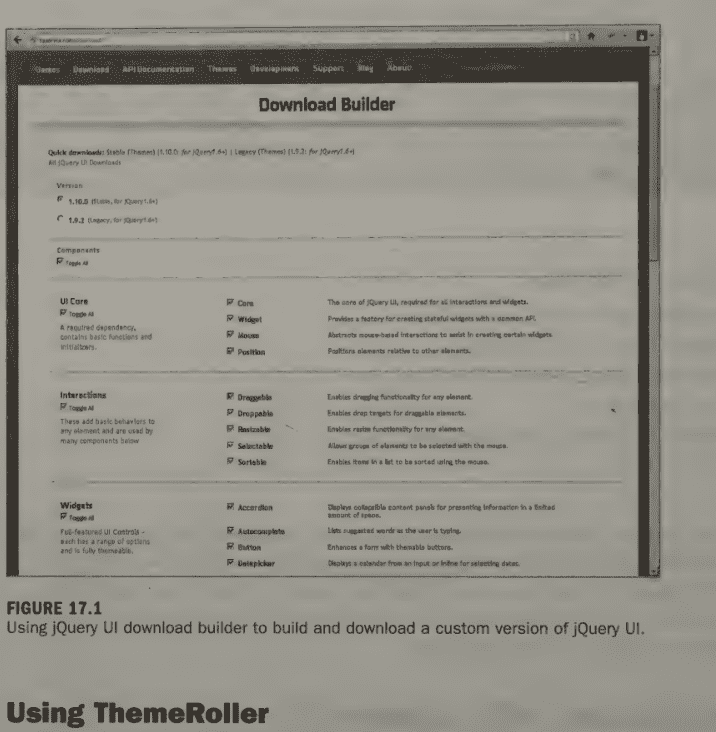 Demos Download API Documentation Themes Development Support Blog About
Download Builder
Quick downloads: Stable (Themes) (1.10.0: for jQuery1.6+) | Legacy (Themes) (1.9.2: for jQuery1.6+)
All jQuery UI Downloads
Version
(Stable, for jQuery1.6+)
1.9.2 (Legacy, for jQuery1.6+)
Components
Toggle All
UI Core
Toggle All
A required dependency,
contains basic functions and
initializers.
Core The core of jQuery UI, required for all interactions and widgets.
Widget Provides a factory for creating stateful widgets with a common API.
Mouse Abstracts mouse-based interactions to assist in creating certain widgets.
Position Positions elements relative to other elements.
Interactions
Toggle All
These add basic behaviors to
any element and are used by
many components below
Draggable Enables dragging functionality for any element.
Droppable Enables drop targets for draggable elements.
Resizable Enables resize functionality for any element.
Selectable Allows groups of elements to be selected with the mouse.
Sortable Enables items in a list to be sorted using the mouse.
Widgets
Toggle All
Full-featured UI Controls -
each has a range of options
and is fully themeable.
Accordion Displays collapsible content panels for presenting information in a limited
amount of space.
Autocomplete Lists suggested words as the user is typing.
Button Enhances a form with themable buttons.
Datepicker Displays a calendar from an input or inline for selecting dates.
FIGURE 17.1
Using jQuery UI download builder to build and download a custom version of jQuery UI.
Using ThemeRoller